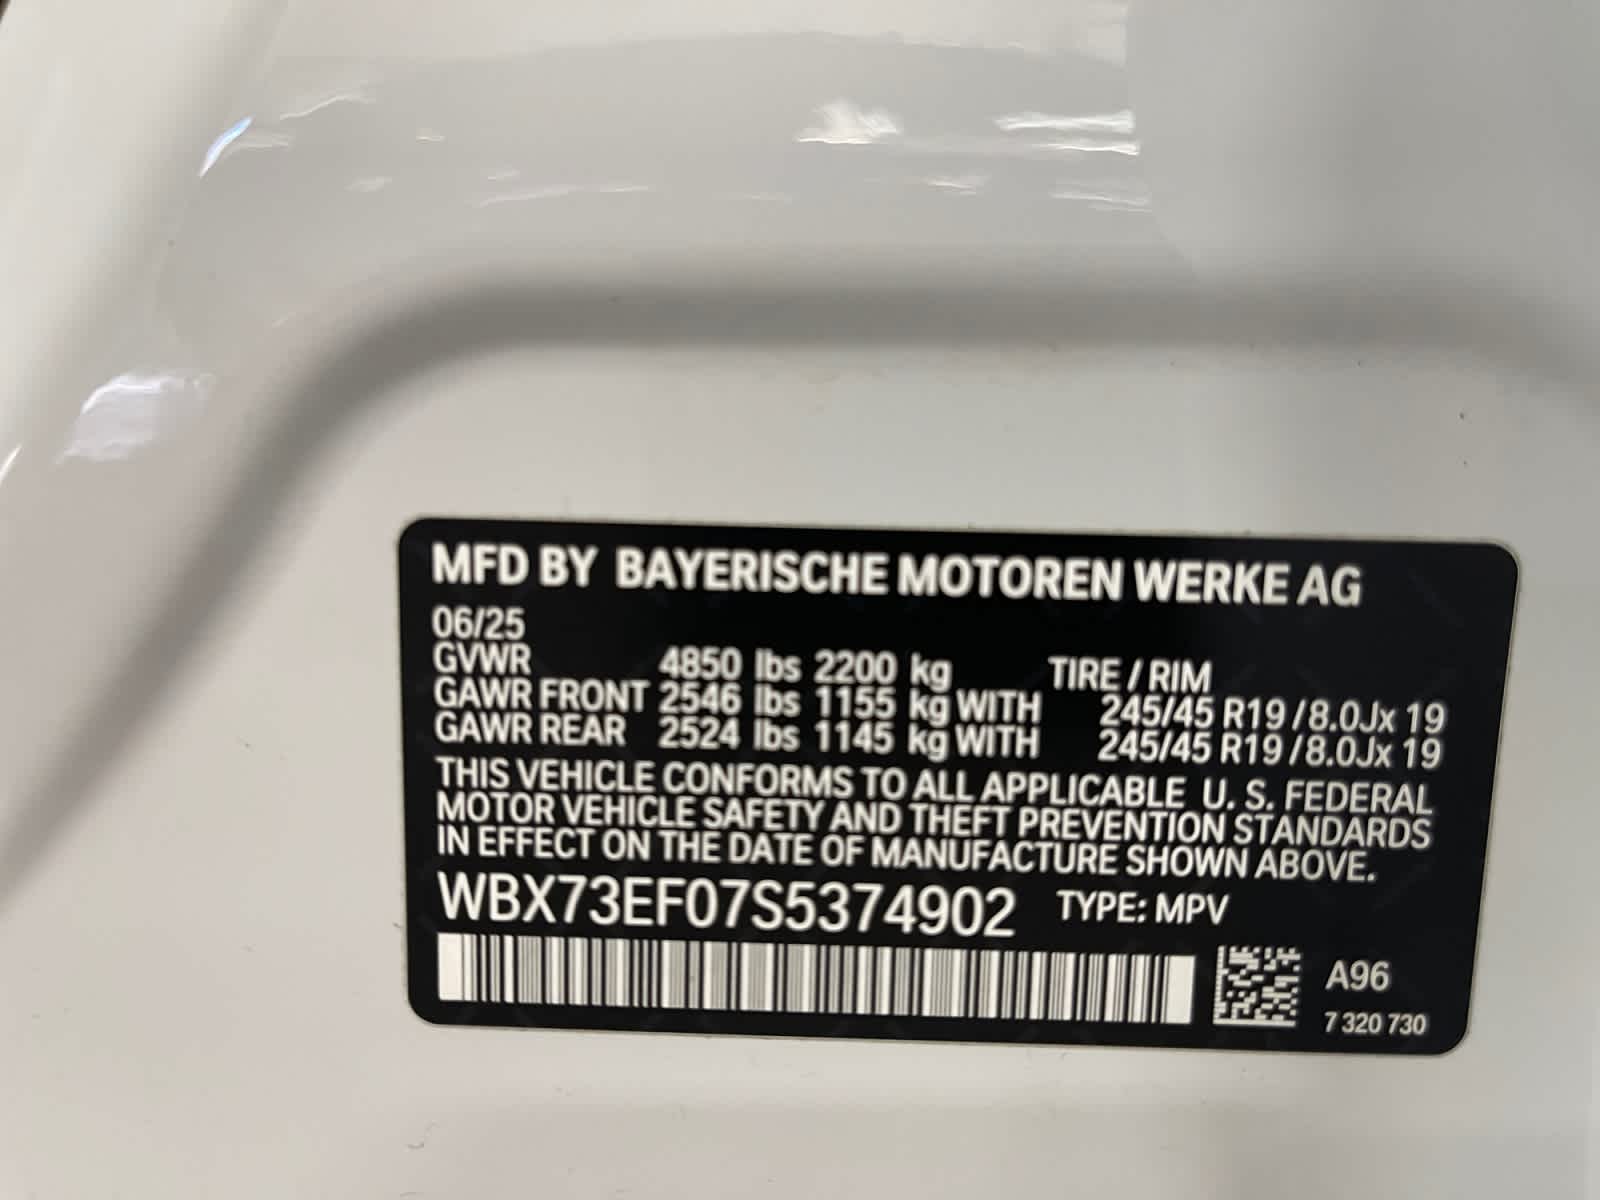 MFD BY BAYERISCHE MOTOREN WERKE AG
06/25
GVWR 4850 lbs 2200 kg TIRE / RIM
GAWR FRONT 2546 lbs 1155 kg WITH 245/45 R19 / 8.0Jx 19
GAWR REAR 2524 lbs 1145 kg WITH 245/45 R19 / 8.0Jx 19
THIS VEHICLE CONFORMS TO ALL APPLICABLE U. S. FEDERAL
MOTOR VEHICLE SAFETY AND THEFT PREVENTION STANDARDS
IN EFFECT ON THE DATE OF MANUFACTURE SHOWN ABOVE.
WBX73EF07S5374902 TYPE: MPV
A96
7 320 730